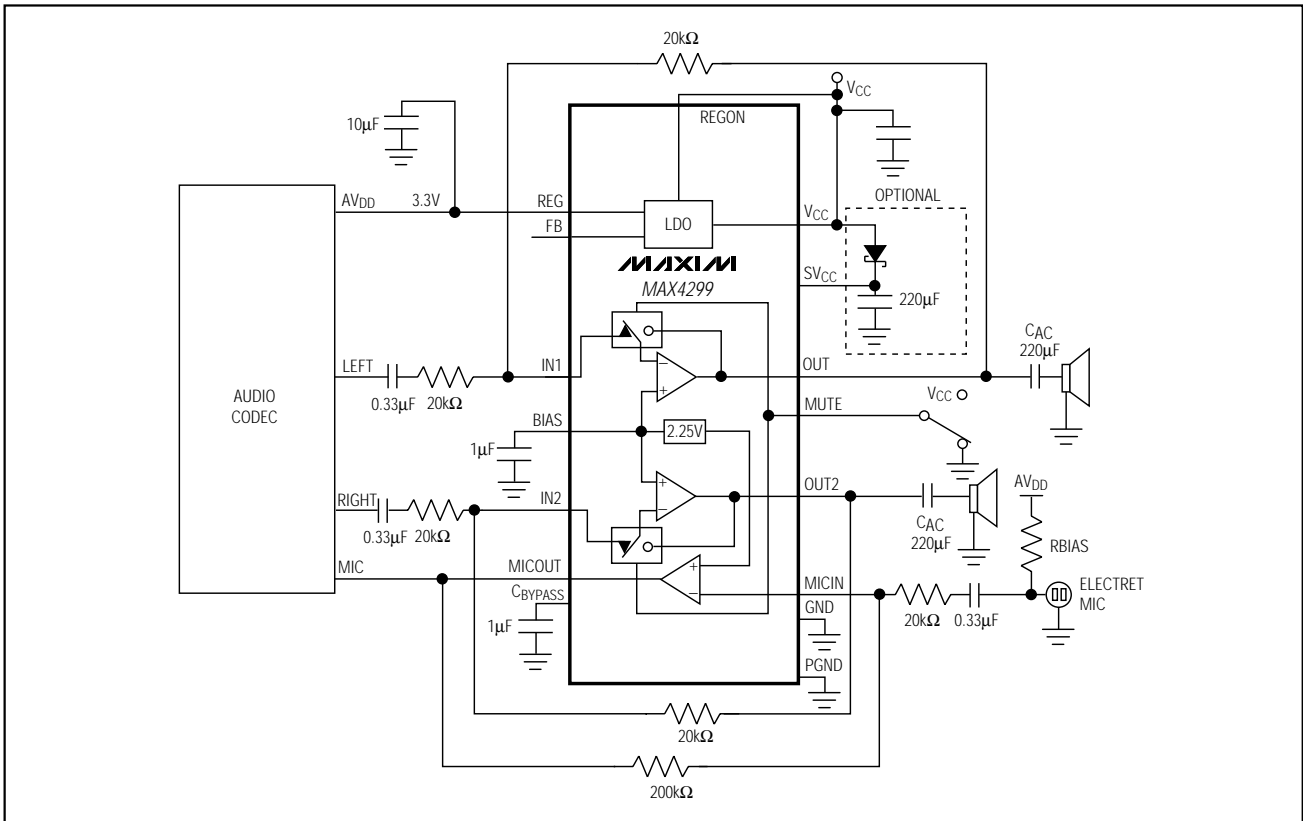 20kΩ
VCC
REGON
10µF
OPTIONAL
AVDD 3.3V REG
VCC
FB
LDO
MAXIM
SVCC
MAX4299
220µF
CAC
220µF
LEFT
IN1
OUT
VCC
0.33µF 20kΩ
AUDIO
CODEC
MUTE
BIAS
2.25V
1µF
AVDD
RIGHT
IN2
OUT2
CAC
220µF
0.33µF 20kΩ
RBIAS
MIC
MICOUT
MICIN
ELECTRET
MIC
CBYPASS
GND
20kΩ
0.33µF
1µF
PGND
20kΩ
200kΩ
+
−
+
−
+
−